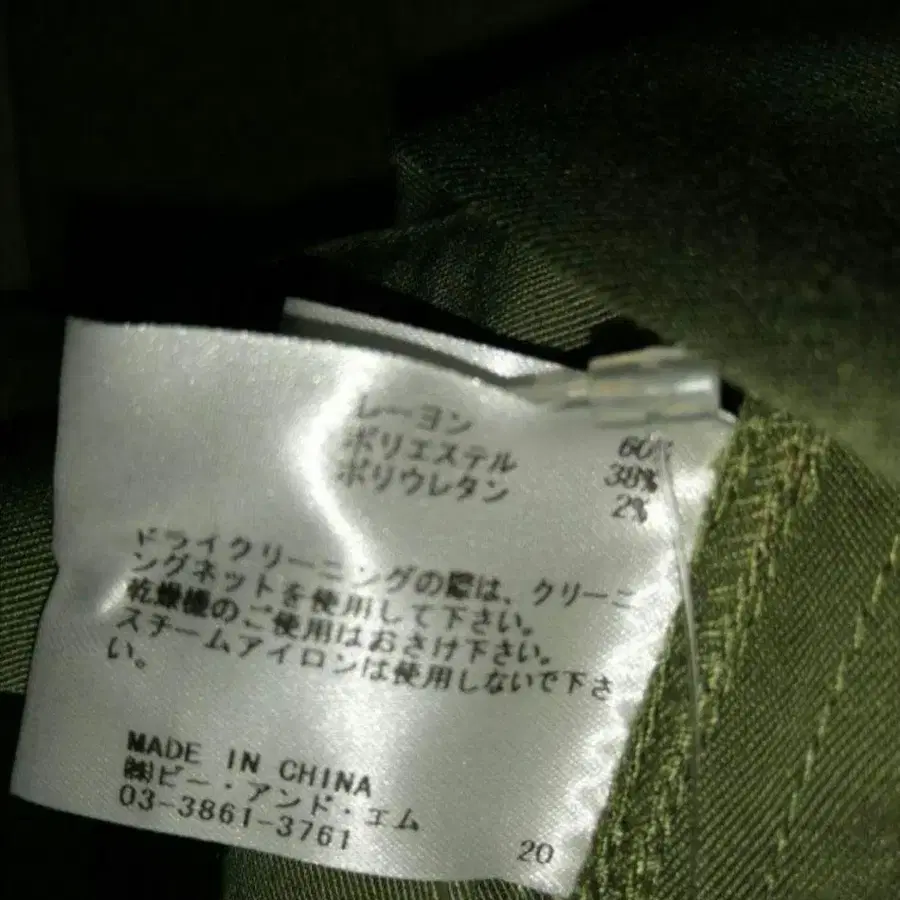 レーヨン 60%
ポリエステル 38%
ポリウレタン 2%
ドライクリーニングの際は、クリーニ
ングネットを使用して下さい。
乾燥機のご使用はおさけ下さい。
スチームアイロンは使用しないで下さ
い。
MADE IN CHINA
㈱ビー・アンド・エム
03-3861-3761
20